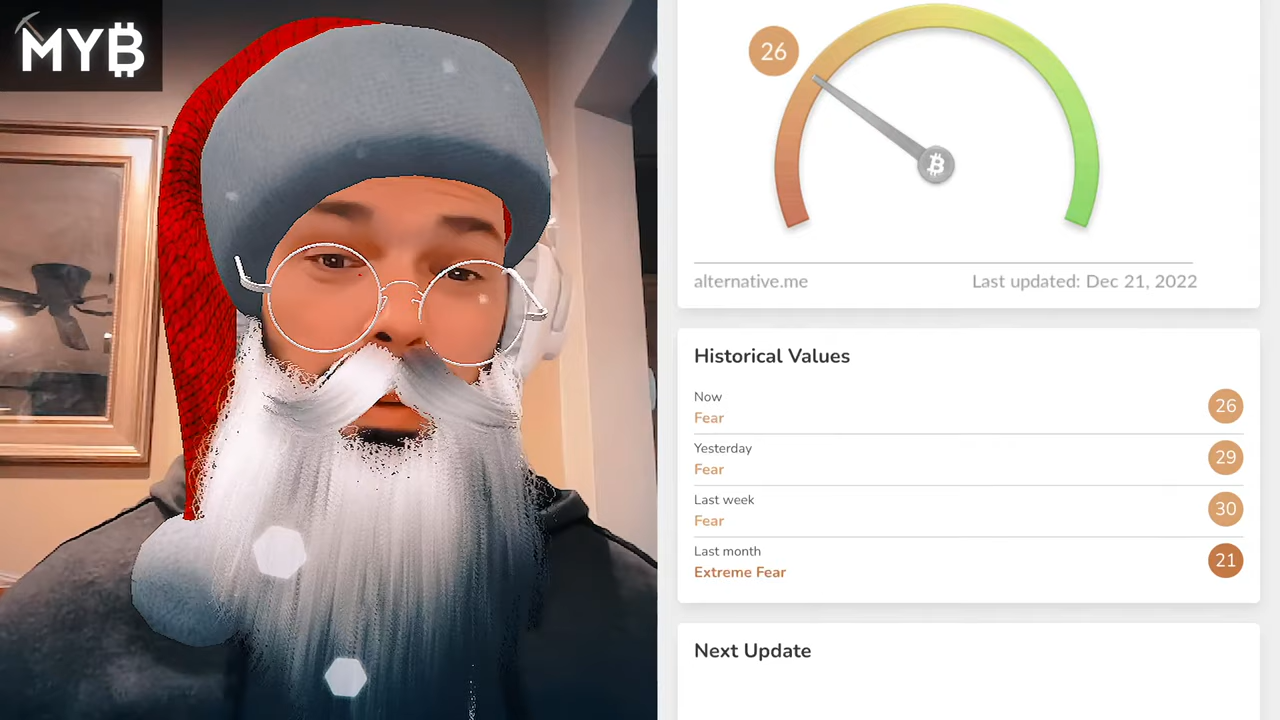 MYB
26
alternative.me
Last updated: Dec 21, 2022
Historical Values
Now
Fear
26
Yesterday
Fear
29
Last week
Fear
30
Last month
Extreme Fear
21
Next Update